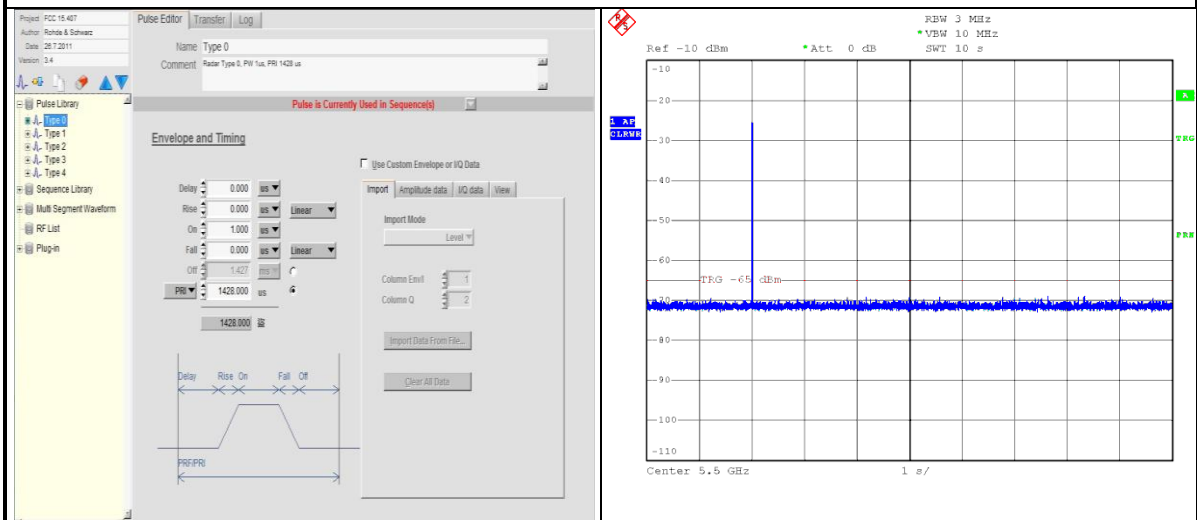 Project FCC 15.407
Author Rohde & Schwarz
Date 26.7.2011
Version 3.4
Pulse Library
Type 0
Type 1
Type 2
Type 3
Type 4
Sequence Library
Multi Segment Waveform
RF List
Plug-in
Pulse Editor Transfer Log
Name Type 0
Comment Radar Type 0, PW 1us, PRI 1428 us
Pulse is Currently Used in Sequence(s)
Envelope and Timing
Use Custom Envelope or I/Q Data
Delay 0.000 us
Rise 0.000 us Linear
On 1.000 us
Fall 0.000 us Linear
Off 1.427 ms
PRI 1428.000 us
1428.000
Import Amplitude data I/Q data View
Import Mode
Level
Column Env/I 1
Column Q 2
Import Data From File...
Clear All Data
Delay Rise On Fall Off
PRF/PRI
R S
RBW 3 MHz
*VBW 10 MHz
Ref -10 dBm *Att 0 dB SWT 10 s
-10
-20
-30
-40
-50
-60
TRG -65 dBm
-70
-80
-90
-100
-110
1 AP
CLRWR
A
TRG
PRN
Center 5.5 GHz 1 s/